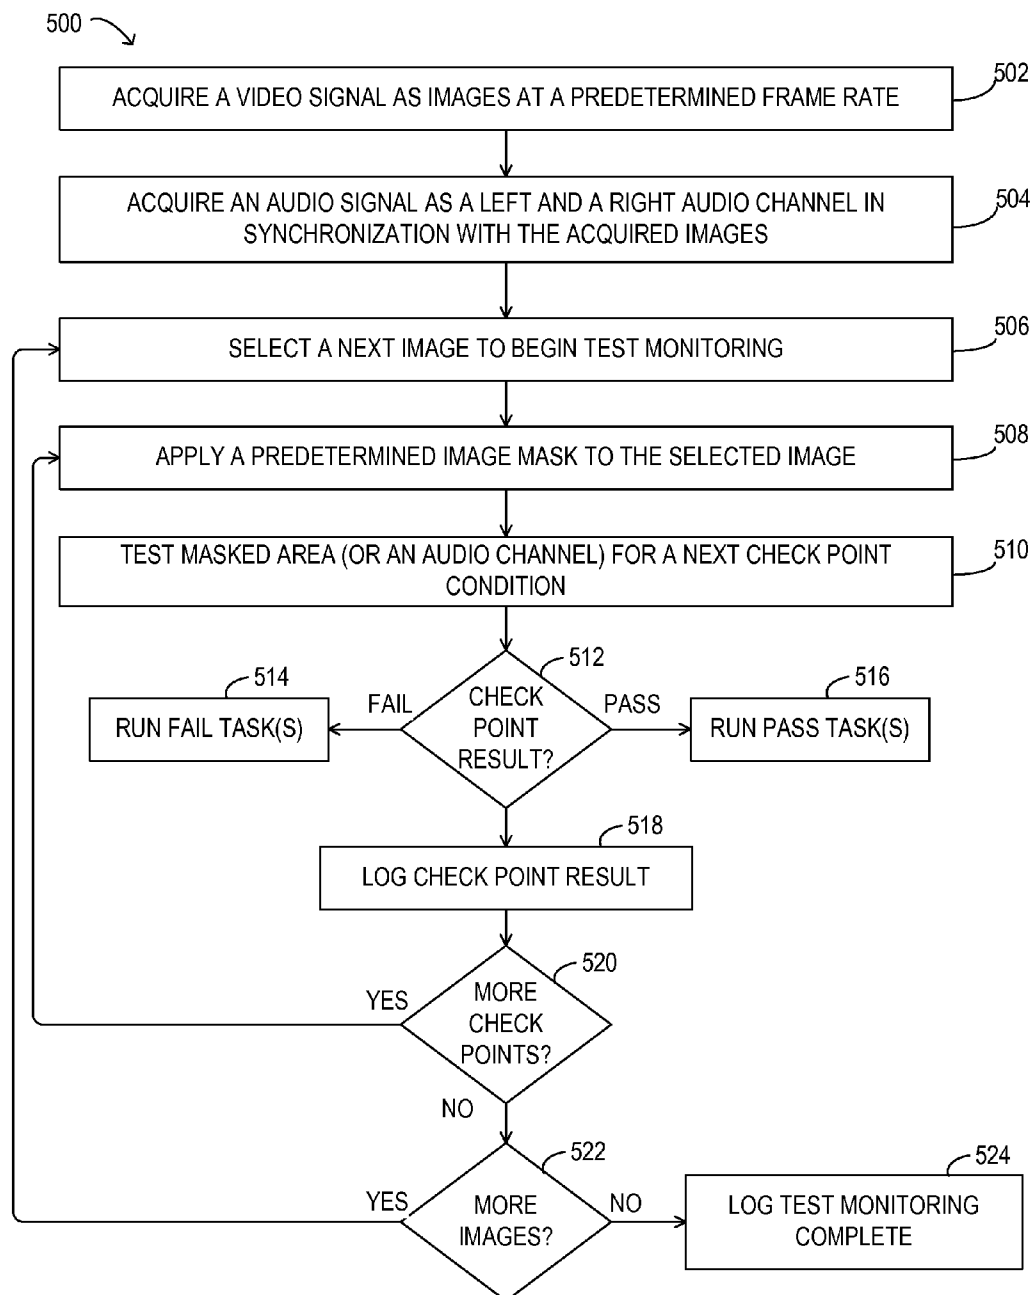 500
502
ACQUIRE A VIDEO SIGNAL AS IMAGES AT A PREDETERMINED FRAME RATE
504
ACQUIRE AN AUDIO SIGNAL AS A LEFT AND A RIGHT AUDIO CHANNEL IN
SYNCHRONIZATION WITH THE ACQUIRED IMAGES
506
SELECT A NEXT IMAGE TO BEGIN TEST MONITORING
508
APPLY A PREDETERMINED IMAGE MASK TO THE SELECTED IMAGE
510
TEST MASKED AREA (OR AN AUDIO CHANNEL) FOR A NEXT CHECK POINT
CONDITION
512
CHECK
POINT
RESULT?
FAIL
PASS
514
RUN FAIL TASK(S)
516
RUN PASS TASK(S)
518
LOG CHECK POINT RESULT
520
MORE
CHECK
POINTS?
YES
NO
522
MORE
IMAGES?
YES
NO
524
LOG TEST MONITORING
COMPLETE